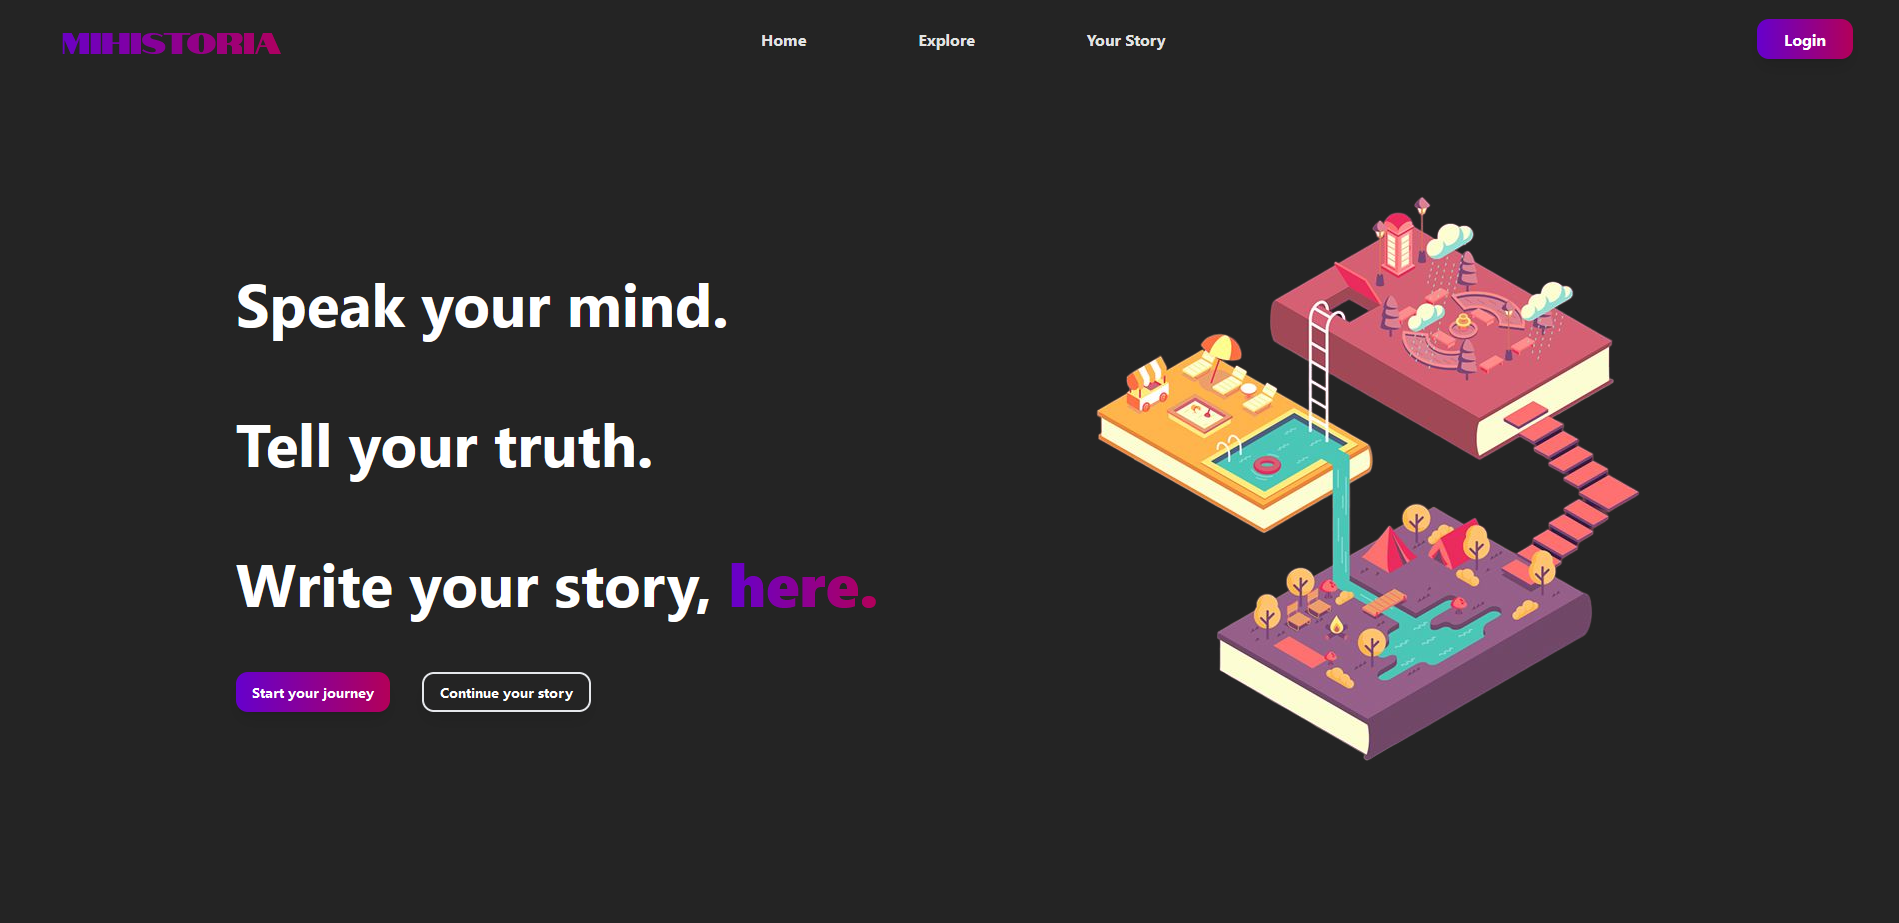 MIHISTORIA
Home
Explore
Your Story
Login
Speak your mind.
Tell your truth.
Write your story, here.
Start your journey
Continue your story